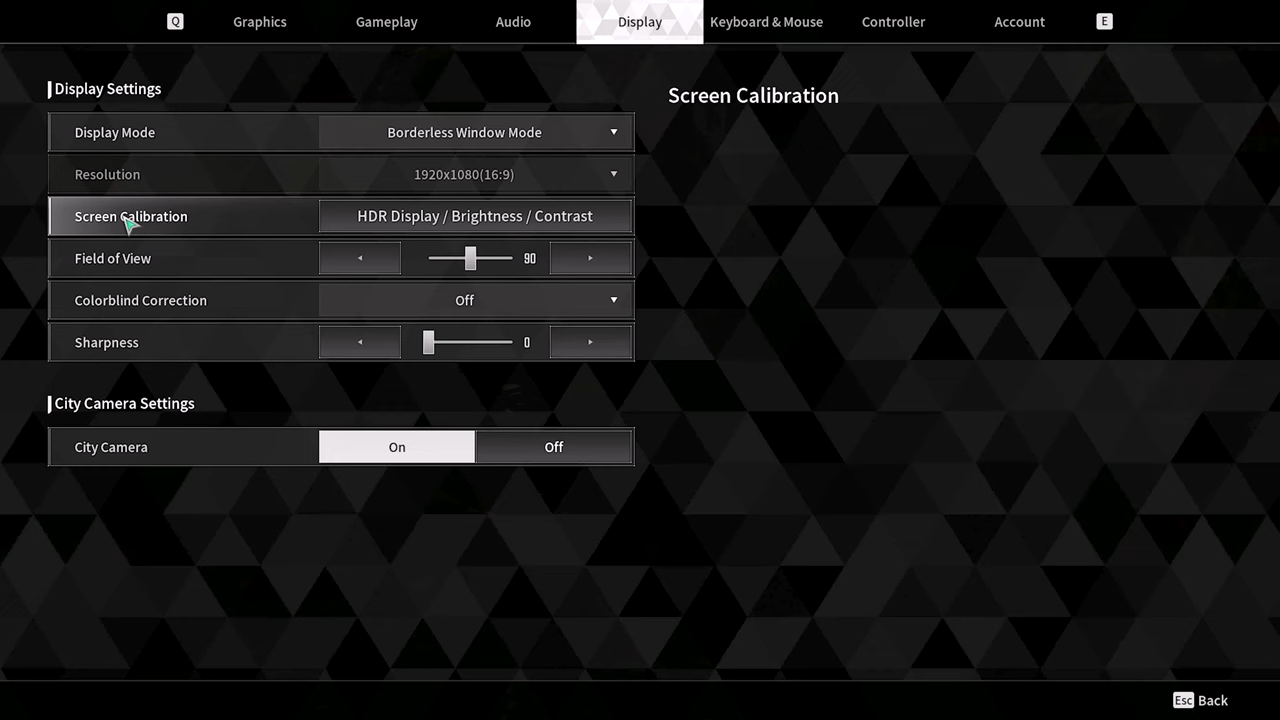 Q Graphics Gameplay Audio Display Keyboard & Mouse Controller Account E
Display Settings
Screen Calibration
Display Mode Borderless Window Mode
Resolution 1920x1080(16:9)
Screen Calibration HDR Display / Brightness / Contrast
Field of View 90
Colorblind Correction Off
Sharpness 0
City Camera Settings
City Camera On Off
Esc Back